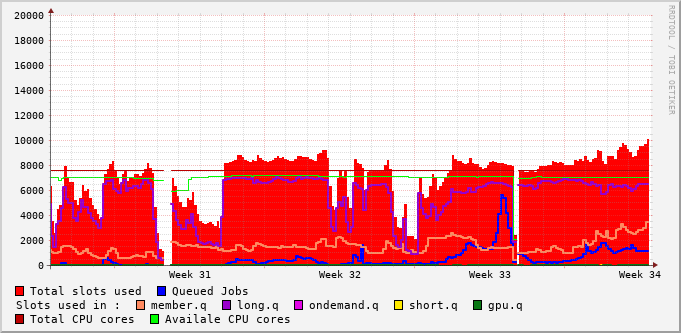 20000
18000
16000
14000
12000
10000
8000
6000
4000
2000
0
Week 31 Week 32 Week 33 Week 34
RRDTOOL / TOBI OETIKER
Total slots used Queued Jobs
Slots used in : member.q long.q ondemand.q short.q gpu.q
Total CPU cores Availale CPU cores